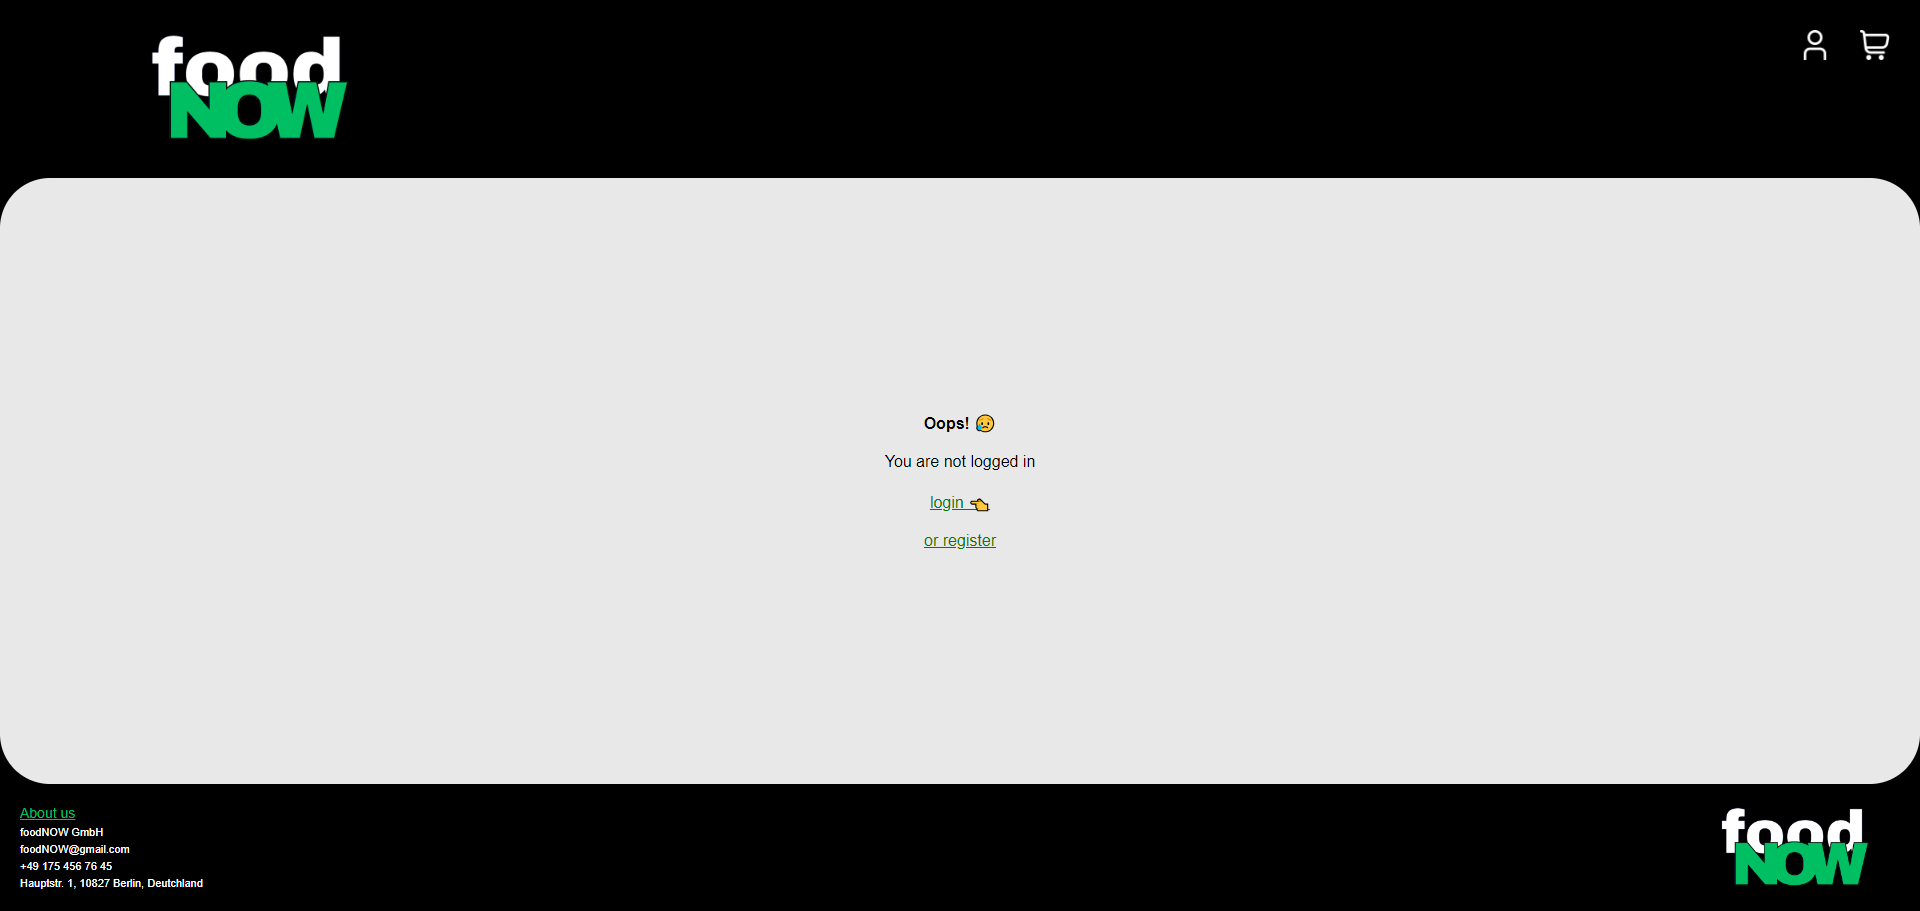 food
NOW
Oops! 😥
You are not logged in
login 👈
or register
About us
foodNOW GmbH
foodNOW@gmail.com
+49 175 456 76 45
Hauptstr. 1, 10827 Berlin, Deutchland
food
NOW